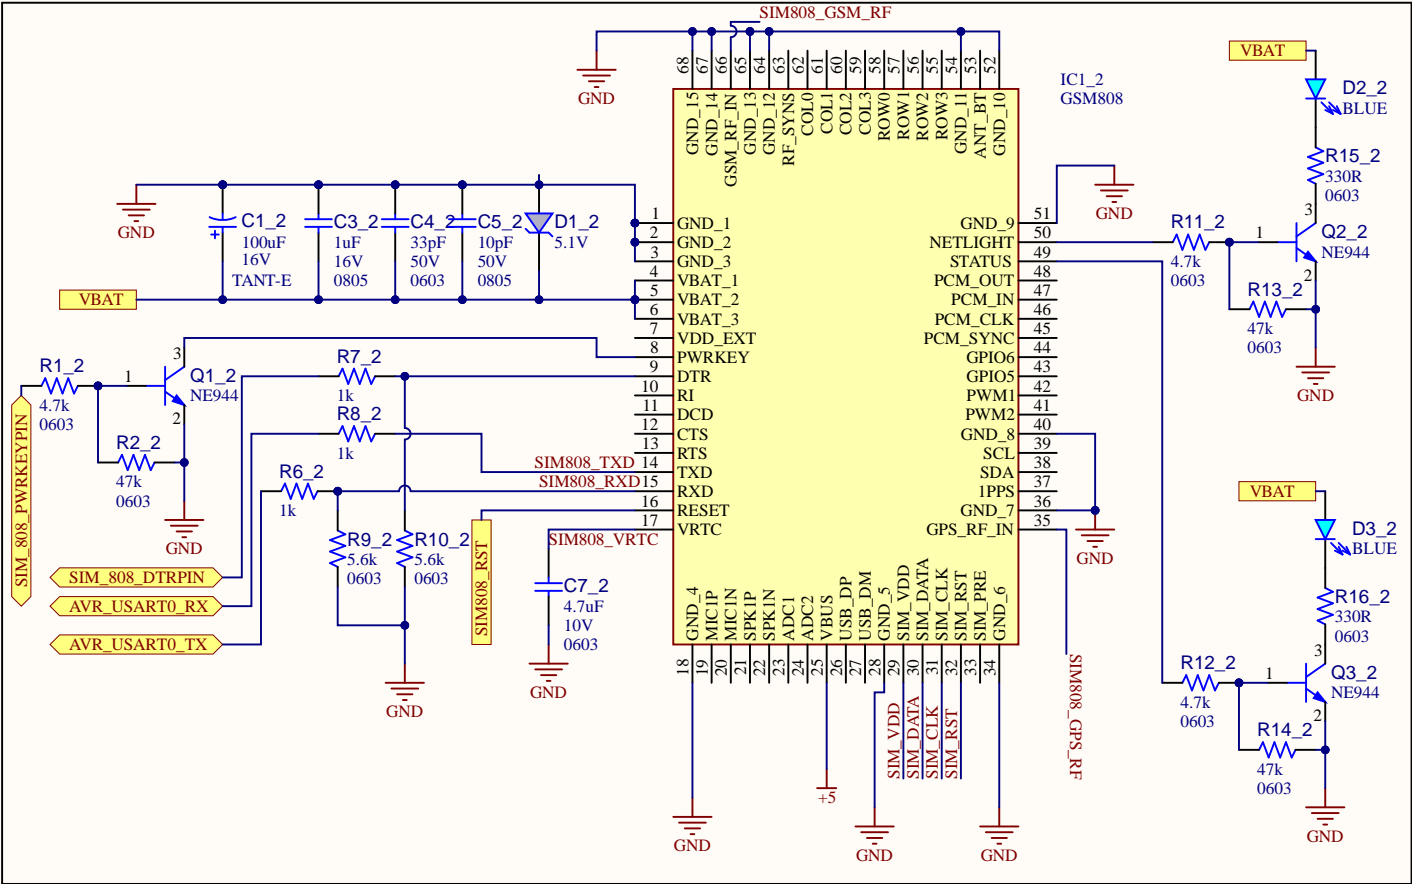 SIM808_GSM_RF
GND
68
67
66
65
64
63
62
61
60
59
58
57
56
55
54
53
52
GND_15
GND_14
GSM_RF_IN
GND_13
GND_12
RF_SYNS
COL0
COL1
COL2
COL3
ROW0
ROW1
ROW2
ROW3
GND_11
ANT_BT
GND_10
IC1_2
GSM808
VBAT
D2_2
BLUE
R15_2
330R
0603
3
Q2_2
NE944
1
2
R11_2
4.7k
0603
R13_2
47k
0603
GND
GND
GND
C1_2
100uF
16V
TANT-E
C3_2
1uF
16V
0805
C4_2
33pF
50V
0603
C5_2
10pF
50V
0805
D1_2
5.1V
VBAT
1 GND_1
2 GND_2
3 GND_3
4 VBAT_1
5 VBAT_2
6 VBAT_3
7 VDD_EXT
8 PWRKEY
9 DTR
10 RI
11 DCD
12 CTS
13 RTS
SIM808_TXD 14 TXD
SIM808_RXD 15 RXD
16 RESET
17 VRTC
SIM808_VRTC
GND_9 51
NETLIGHT 50
STATUS 49
PCM_OUT 48
PCM_IN 47
PCM_CLK 46
PCM_SYNC 45
GPIO6 44
GPIO5 43
PWM1 42
PWM2 41
GND_8 40
SCL 39
SDA 38
1PPS 37
GND_7 36
GPS_RF_IN 35
GND
R1_2
4.7k
0603
SIM_808_PWRKEYPIN
1
3
2
Q1_2
NE944
R2_2
47k
0603
GND
R7_2
1k
R8_2
1k
R6_2
1k
R9_2
5.6k
0603
R10_2
5.6k
0603
GND
SIM808_RST
C7_2
4.7uF
10V
0603
GND
SIM_808_DTRPIN
AVR_USART0_RX
AVR_USART0_TX
GND_4
MIC1P
MIC1N
SPK1P
SPK1N
ADC1
ADC2
VBUS
USB_DP
USB_DM
GND_5
SIM_VDD
SIM_DATA
SIM_CLK
SIM_RST
SIM_PRE
GND_6
18
19
20
21
22
23
24
25
26
27
28
29
30
31
32
33
34
SIM_VDD
SIM_DATA
SIM_CLK
SIM_RST
SIM808_GPS_RF
GND
+5
GND
GND
VBAT
D3_2
BLUE
R16_2
330R
0603
3
Q3_2
NE944
1
2
R12_2
4.7k
0603
R14_2
47k
0603
GND